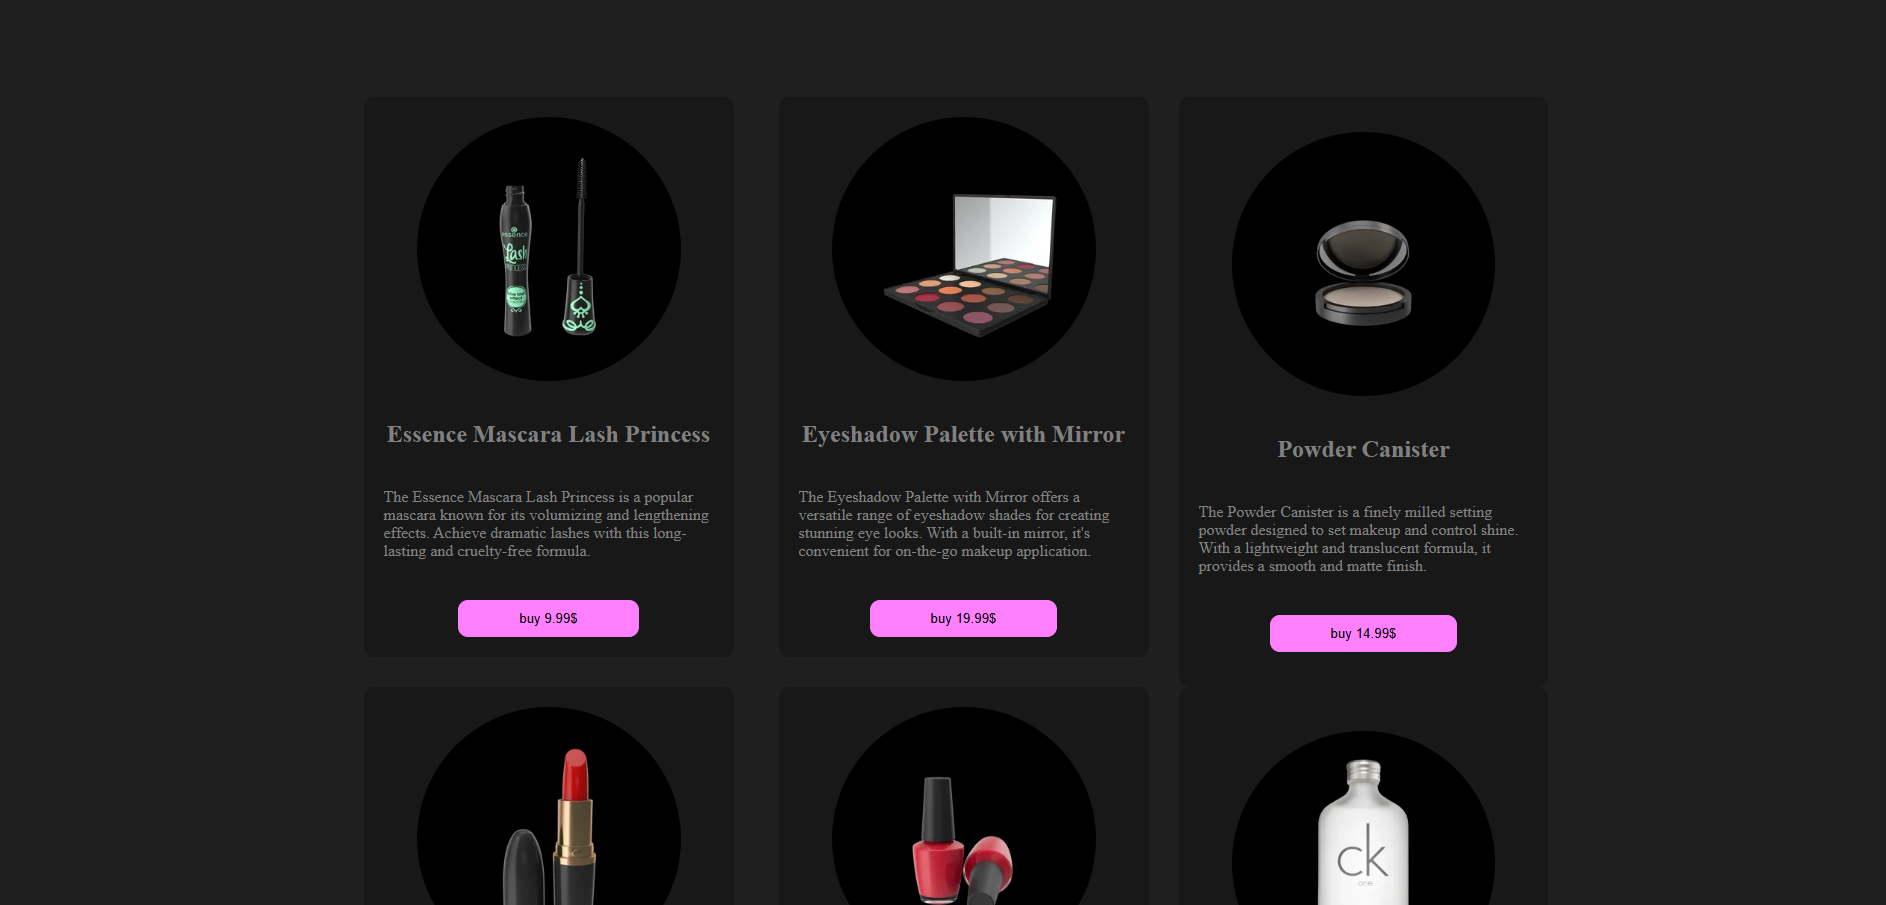 essence
Lash
PRINCESS
Essence Mascara Lash Princess
The Essence Mascara Lash Princess is a popular
mascara known for its volumizing and lengthening
effects. Achieve dramatic lashes with this long-
lasting and cruelty-free formula.
buy 9.99$
Eyeshadow Palette with Mirror
The Eyeshadow Palette with Mirror offers a
versatile range of eyeshadow shades for creating
stunning eye looks. With a built-in mirror, it's
convenient for on-the-go makeup application.
buy 19.99$
Powder Canister
The Powder Canister is a finely milled setting
powder designed to set makeup and control shine.
With a lightweight and translucent formula, it
provides a smooth and matte finish.
buy 14.99$
ck
one